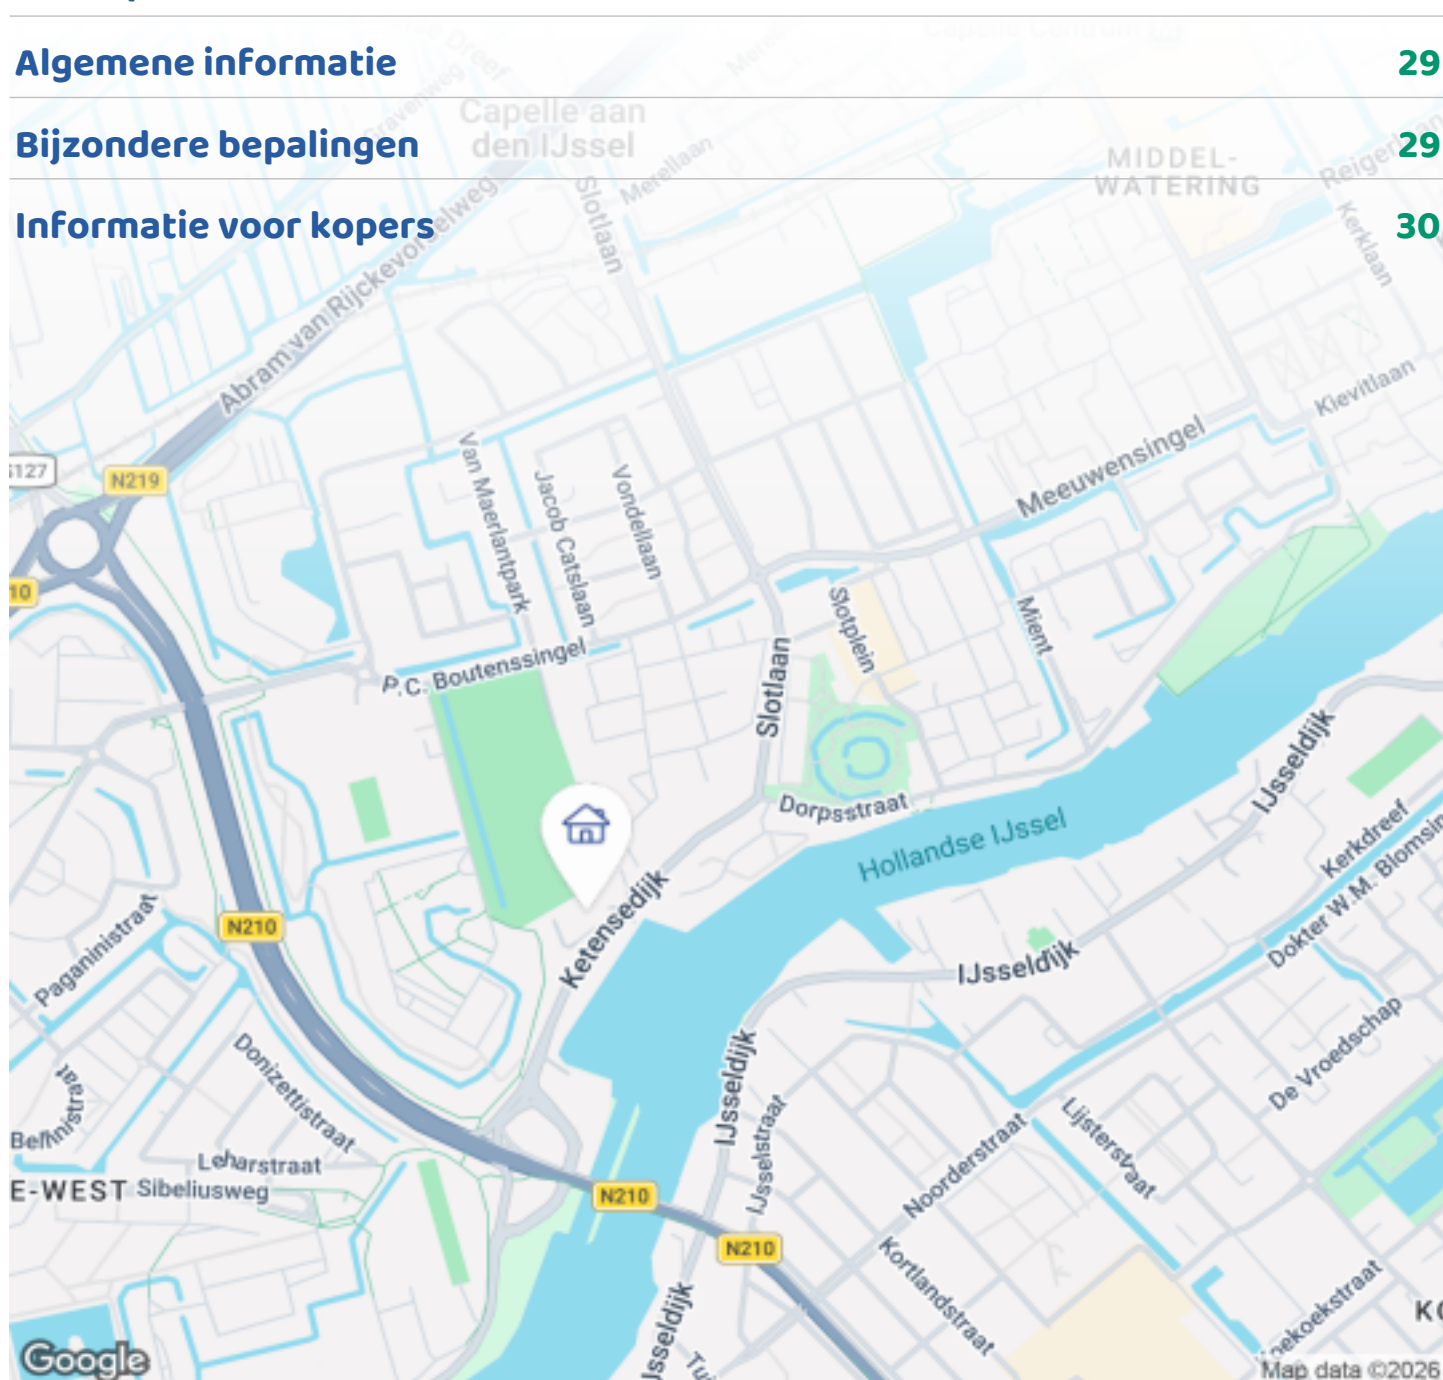 Algemene informatie 29
Bijzondere bepalingen 29
Informatie voor kopers 30
Capelle aan
den IJssel
Gravenweg
Merellaan
Slotlaan
MIDDEL-
WATERING
Kerklaan
Abram van Rijckevorselweg
Kievitlaan
Meeuwensingel
N219
Van Maerlantpark
Jacob Catslaan
Vondellaan
Slotplein
Mient
P.C. Boutenssingel
Slotlaan
IJsseldijk
Dorpsstraat
Hollandse IJssel
Kerkdreef
Ketensedijk
N210
Paganinistraat
IJsseldijk
De Vroedschap
Donizettistraat
IJsseldijk
IJsselstraat
Lijsterstraat
Noorderstraat
Leharstraat
E-WEST
Sibeliusweg
N210
N210
Kortlandstraat
Google
Map data ©2026